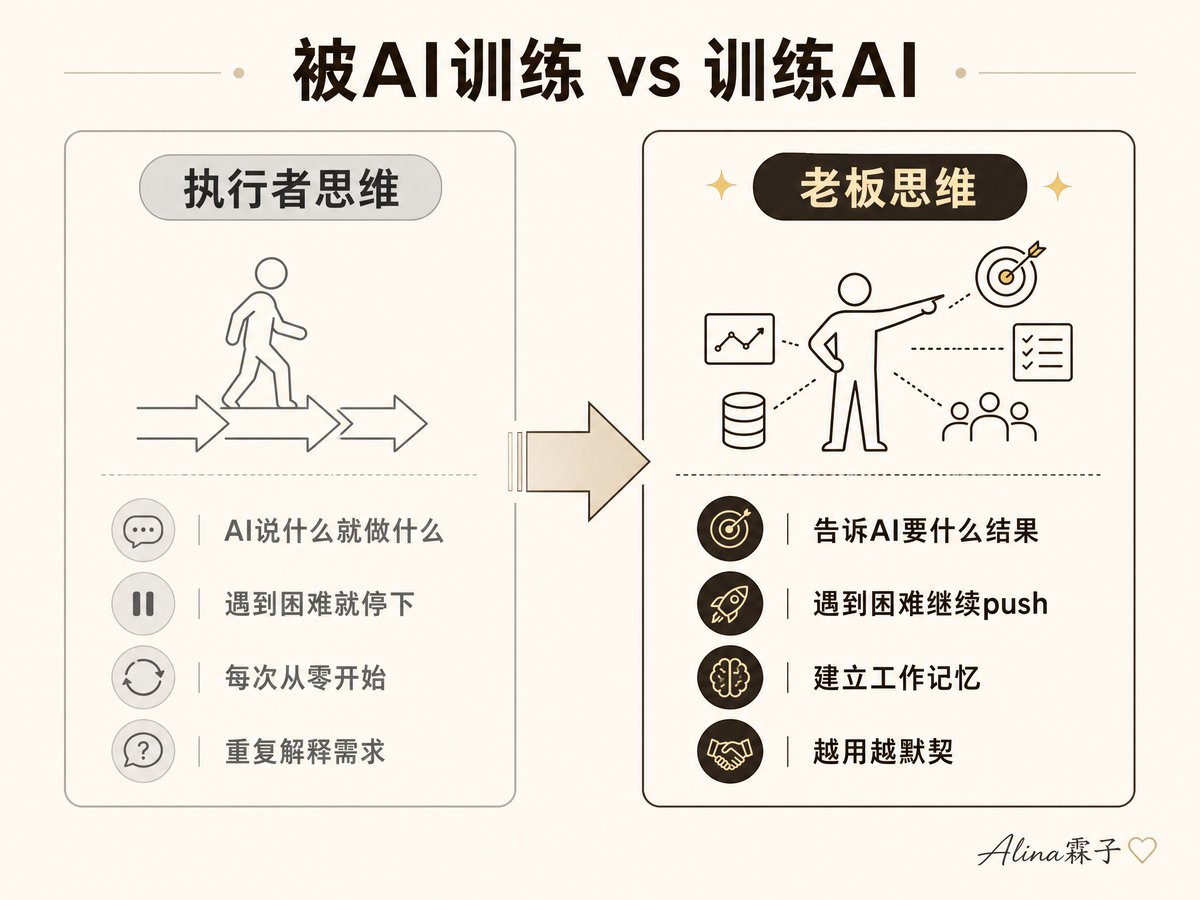 被AI训练 vs 训练AI
执行者思维
AI说什么就做什么
遇到困难就停下
每次从零开始
?
重复解释需求
老板思维
告诉AI要什么结果
遇到困难继续push
建立工作记忆
越用越默契
Alina霖子